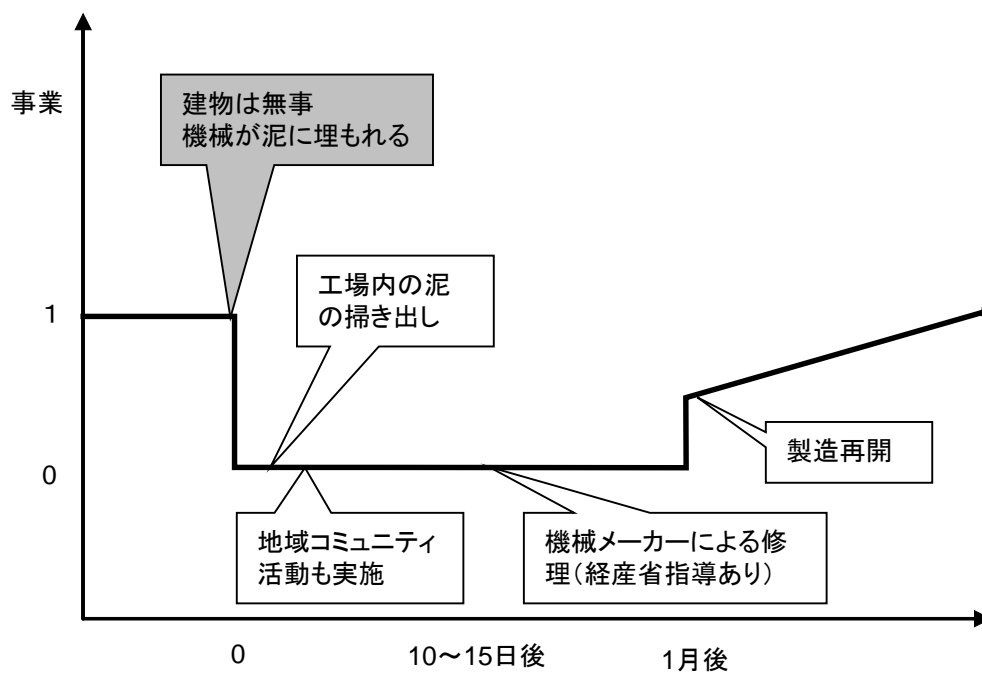 事業
建物は無事
機械が泥に埋もれる
工場内の泥
の掃き出し
1
製造再開
0
地域コミュニティ
活動も実施
機械メーカーによる修
理（経産省指導あり）
0
10～15日後
1月後